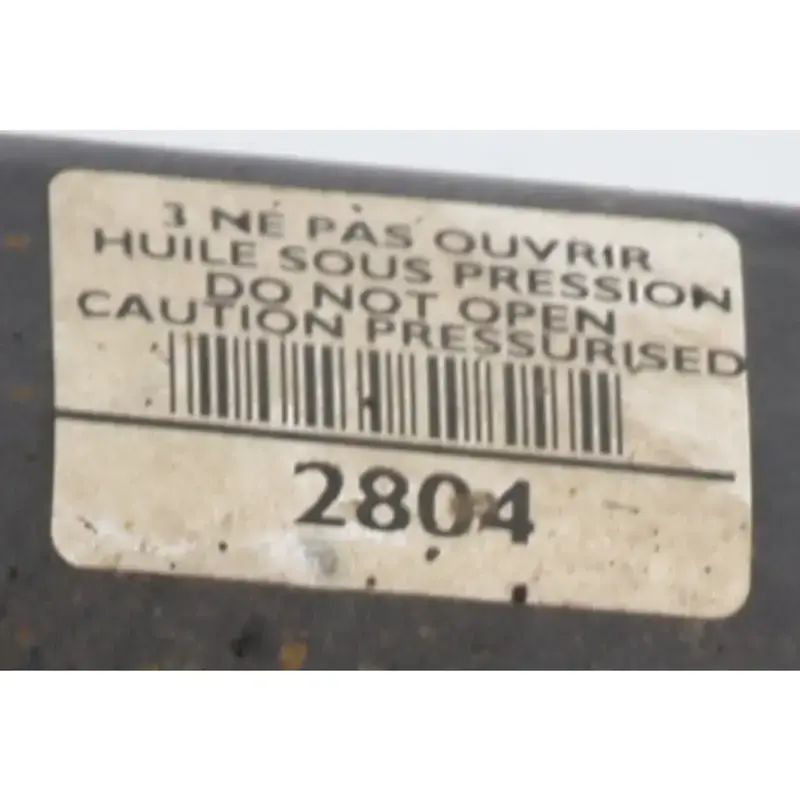 3 NE PAS OUVRIR
HUILE SOUS PRESSION
DO NOT OPEN
CAUTION PRESSURISED
2804